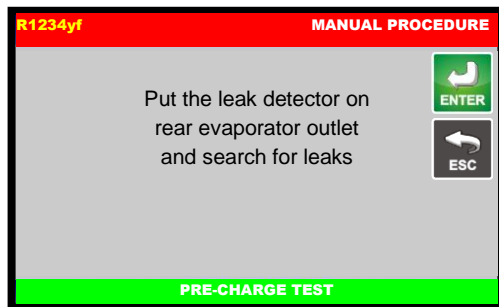 R1234yf MANUAL PROCEDURE
Put the leak detector on
rear evaporator outlet
and search for leaks
ENTER
ESC
PRE-CHARGE TEST